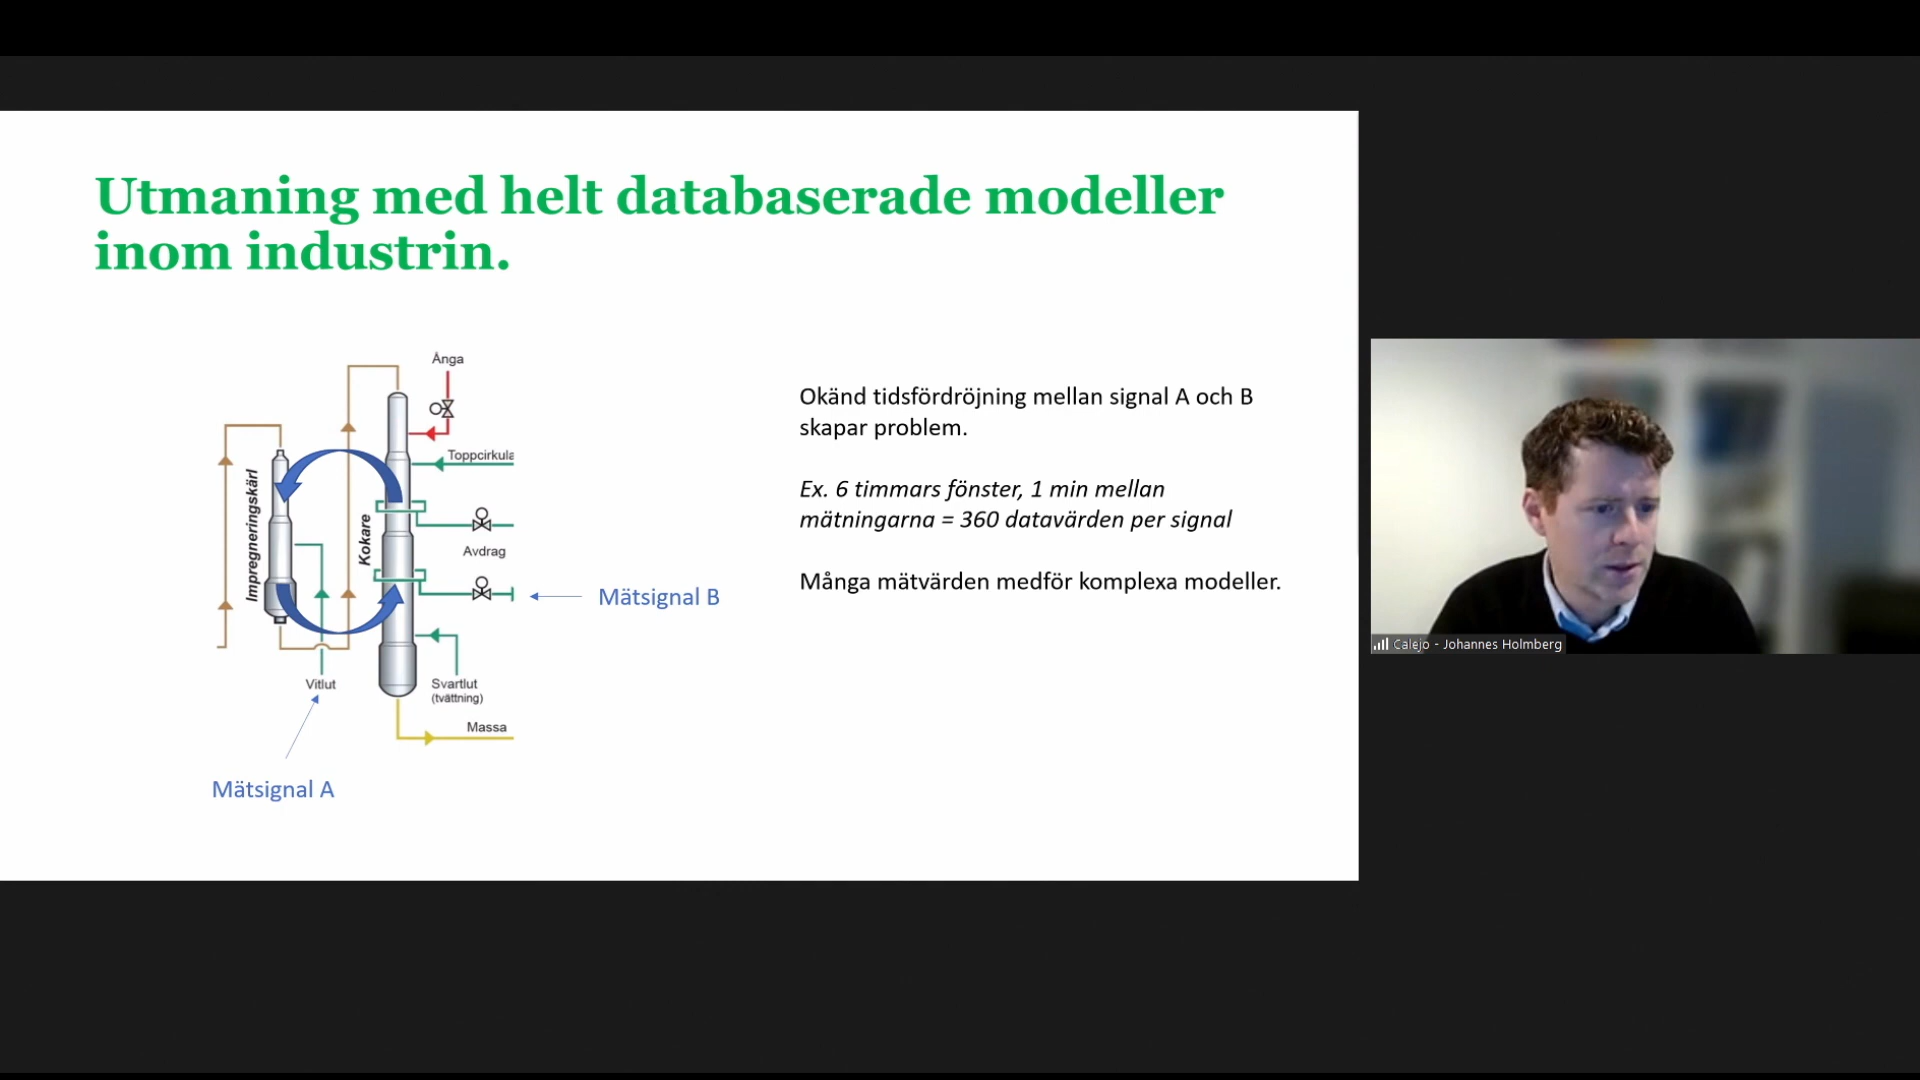 Utmaning med helt databaserade modeller
inom industrin.
Ånga
Toppcirkula
Impregneringskärl
Kokare
Avdrag
Mätsignal B
Vitlut
Svartlut
(tvättning)
Massa
Mätsignal A
Okänd tidsfördröjning mellan signal A och B
skapar problem.
Ex. 6 timmars fönster, 1 min mellan
mätningarna = 360 datavärden per signal
Många mätvärden medför komplexa modeller.
Calejo - Johannes Holmberg